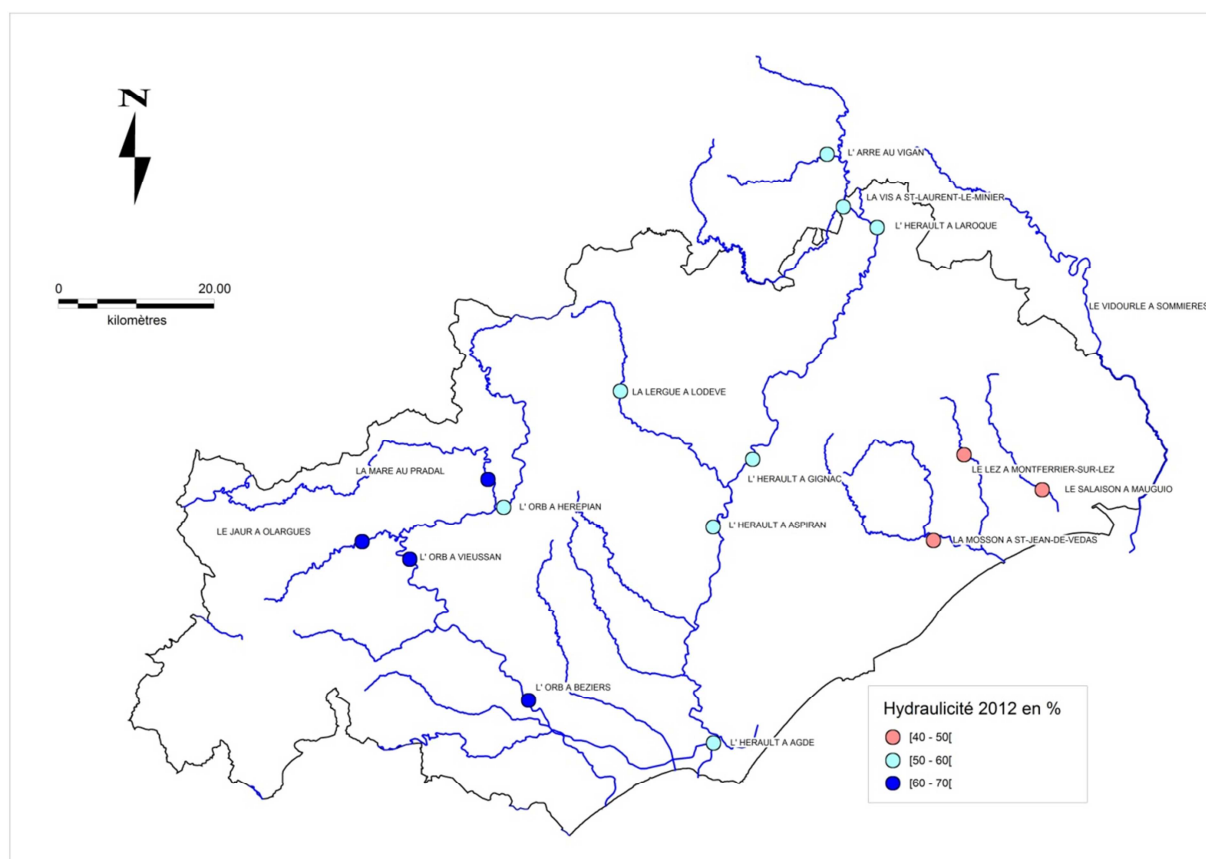 N
L' ARRE AU VIGAN
LA VIS A ST-LAURENT-LE-MINIER
L' HERAULT A LAROQUE
0 20.00
kilomètres
LE VIDOURLE A SOMMIERES
LA LERGUE A LODEVE
LA MARE AU PRADAL
L' HERAULT A GIGNAC
LE LEZ A MONTFERRIER-SUR-LEZ
LE SALAISON A MAUGUIO
L' ORB A HEREPIAN
LE JAUR A OLARGUES
L' HERAULT A ASPIRAN
LA MOSSON A ST-JEAN-DE-VEDAS
L' ORB A VIEUSSAN
L' ORB A BEZIERS
L' HERAULT A AGDE
Hydraulicité 2012 en %
[40 - 50[
[50 - 60[
[60 - 70[